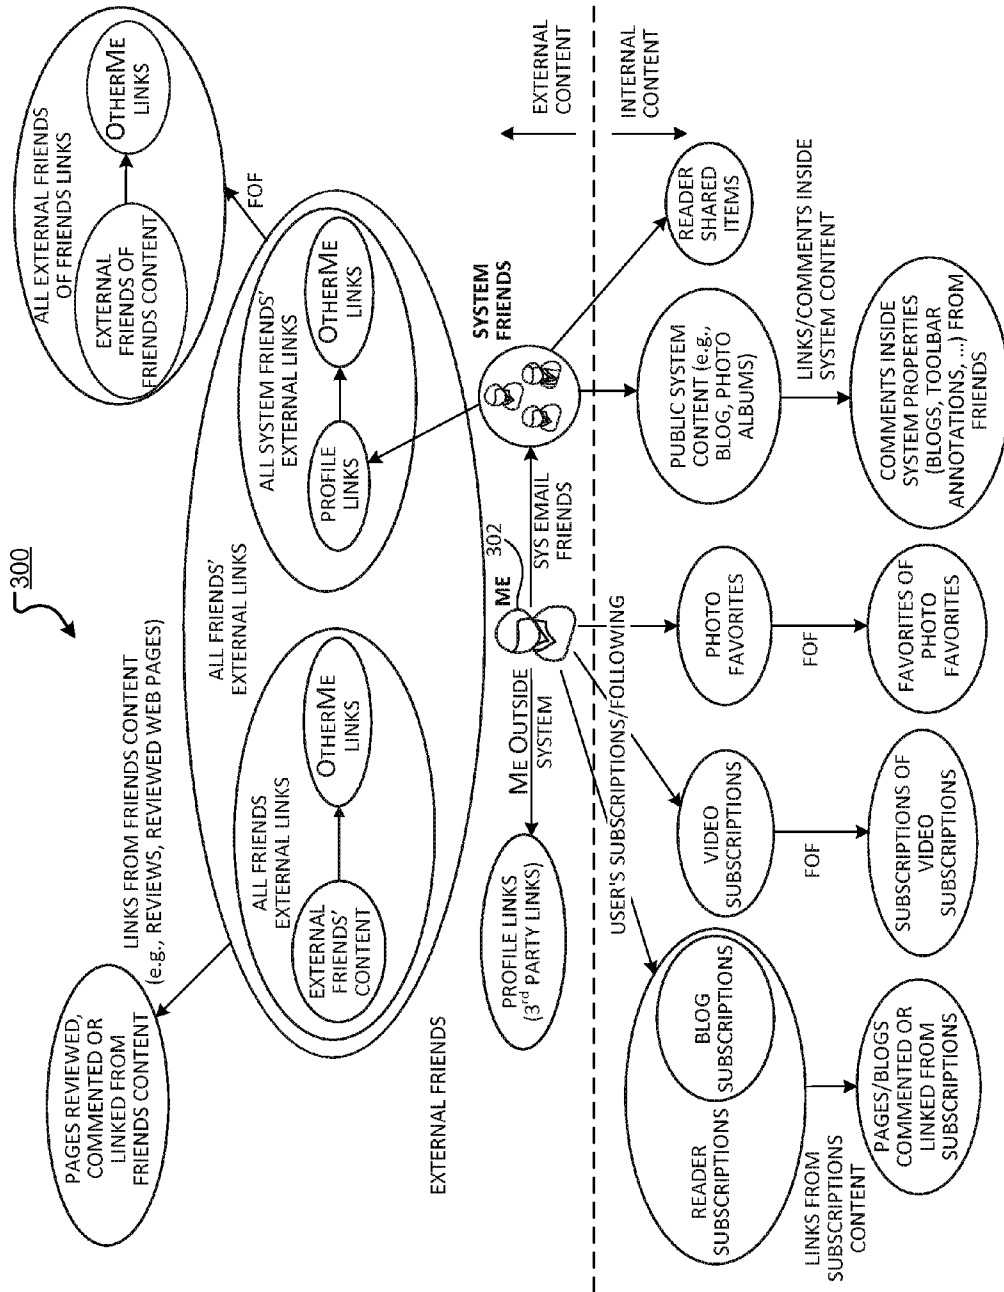 300
LINKS FROM FRIENDS CONTENT
(e.g., REVIEWS, REVIEWED WEB PAGES)
PAGES REVIEWED,
COMMENTED OR
LINKED FROM
FRIENDS CONTENT
ALL EXTERNAL FRIENDS
OF FRIENDS LINKS
EXTERNAL
FRIENDS OF
FRIENDS CONTENT
OTHERME
LINKS
FOF
ALL FRIENDS'
EXTERNAL LINKS
ALL FRIENDS
EXTERNAL LINKS
EXTERNAL
FRIENDS'
CONTENT
OTHERME
LINKS
ALL SYSTEM FRIENDS'
EXTERNAL LINKS
PROFILE
LINKS
OTHERME
LINKS
EXTERNAL FRIENDS
PROFILE LINKS
(3rd PARTY LINKS)
ME OUTSIDE
SYSTEM
ME
302
SYS EMAIL
FRIENDS
SYSTEM
FRIENDS
EXTERNAL
CONTENT
INTERNAL
CONTENT
USER'S SUBSCRIPTIONS/FOLLOWING
READER
SUBSCRIPTIONS
BLOG
SUBSCRIPTIONS
VIDEO
SUBSCRIPTIONS
PHOTO
FAVORITES
PUBLIC SYSTEM
CONTENT (e.g.,
BLOG, PHOTO
ALBUMS)
READER
SHARED
ITEMS
LINKS FROM
SUBSCRIPTIONS
CONTENT
FOF
FOF
LINKS/COMMENTS INSIDE
SYSTEM CONTENT
PAGES/BLOGS
COMMENTED OR
LINKED FROM
SUBSCRIPTIONS
SUBSCRIPTIONS OF
VIDEO
SUBSCRIPTIONS
FAVORITES OF
PHOTO
FAVORITES
COMMENTS INSIDE
SYSTEM PROPERTIES
(BLOGS, TOOLBAR
ANNOTATIONS, ...) FROM
FRIENDS